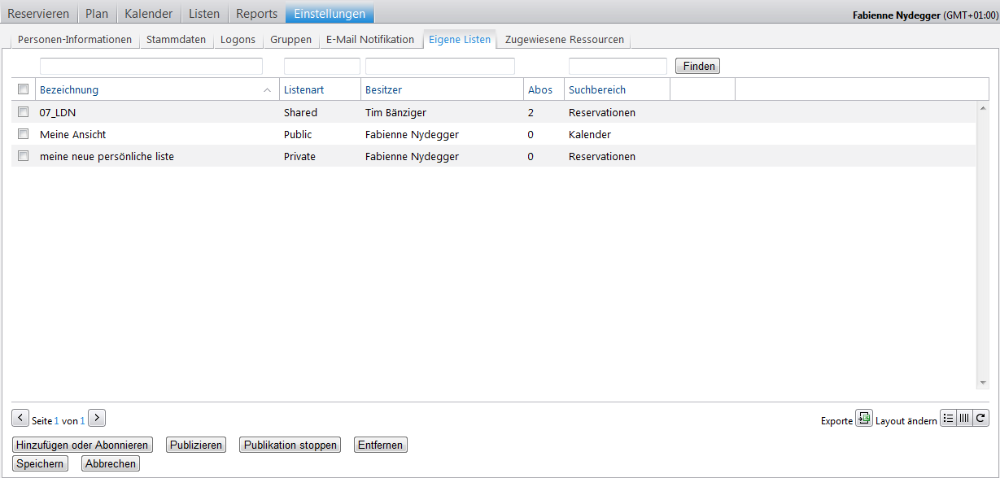 Reservieren Plan Kalender Listen Reports Einstellungen Fabienne Nydegger (GMT+01:00)
Personen-Informationen Stammdaten Logons Gruppen E-Mail Notifikation Eigene Listen Zugewiesene Ressourcen
Finden
Bezeichnung Listenart Besitzer Abos Suchbereich
07_LDN Shared Tim Bänziger 2 Reservationen
Meine Ansicht Public Fabienne Nydegger 0 Kalender
meine neue persönliche liste Private Fabienne Nydegger 0 Reservationen
< Seite 1 von 1 > Exporte Layout ändern
Hinzufügen oder Abonnieren Publizieren Publikation stoppen Entfernen
Speichern Abbrechen